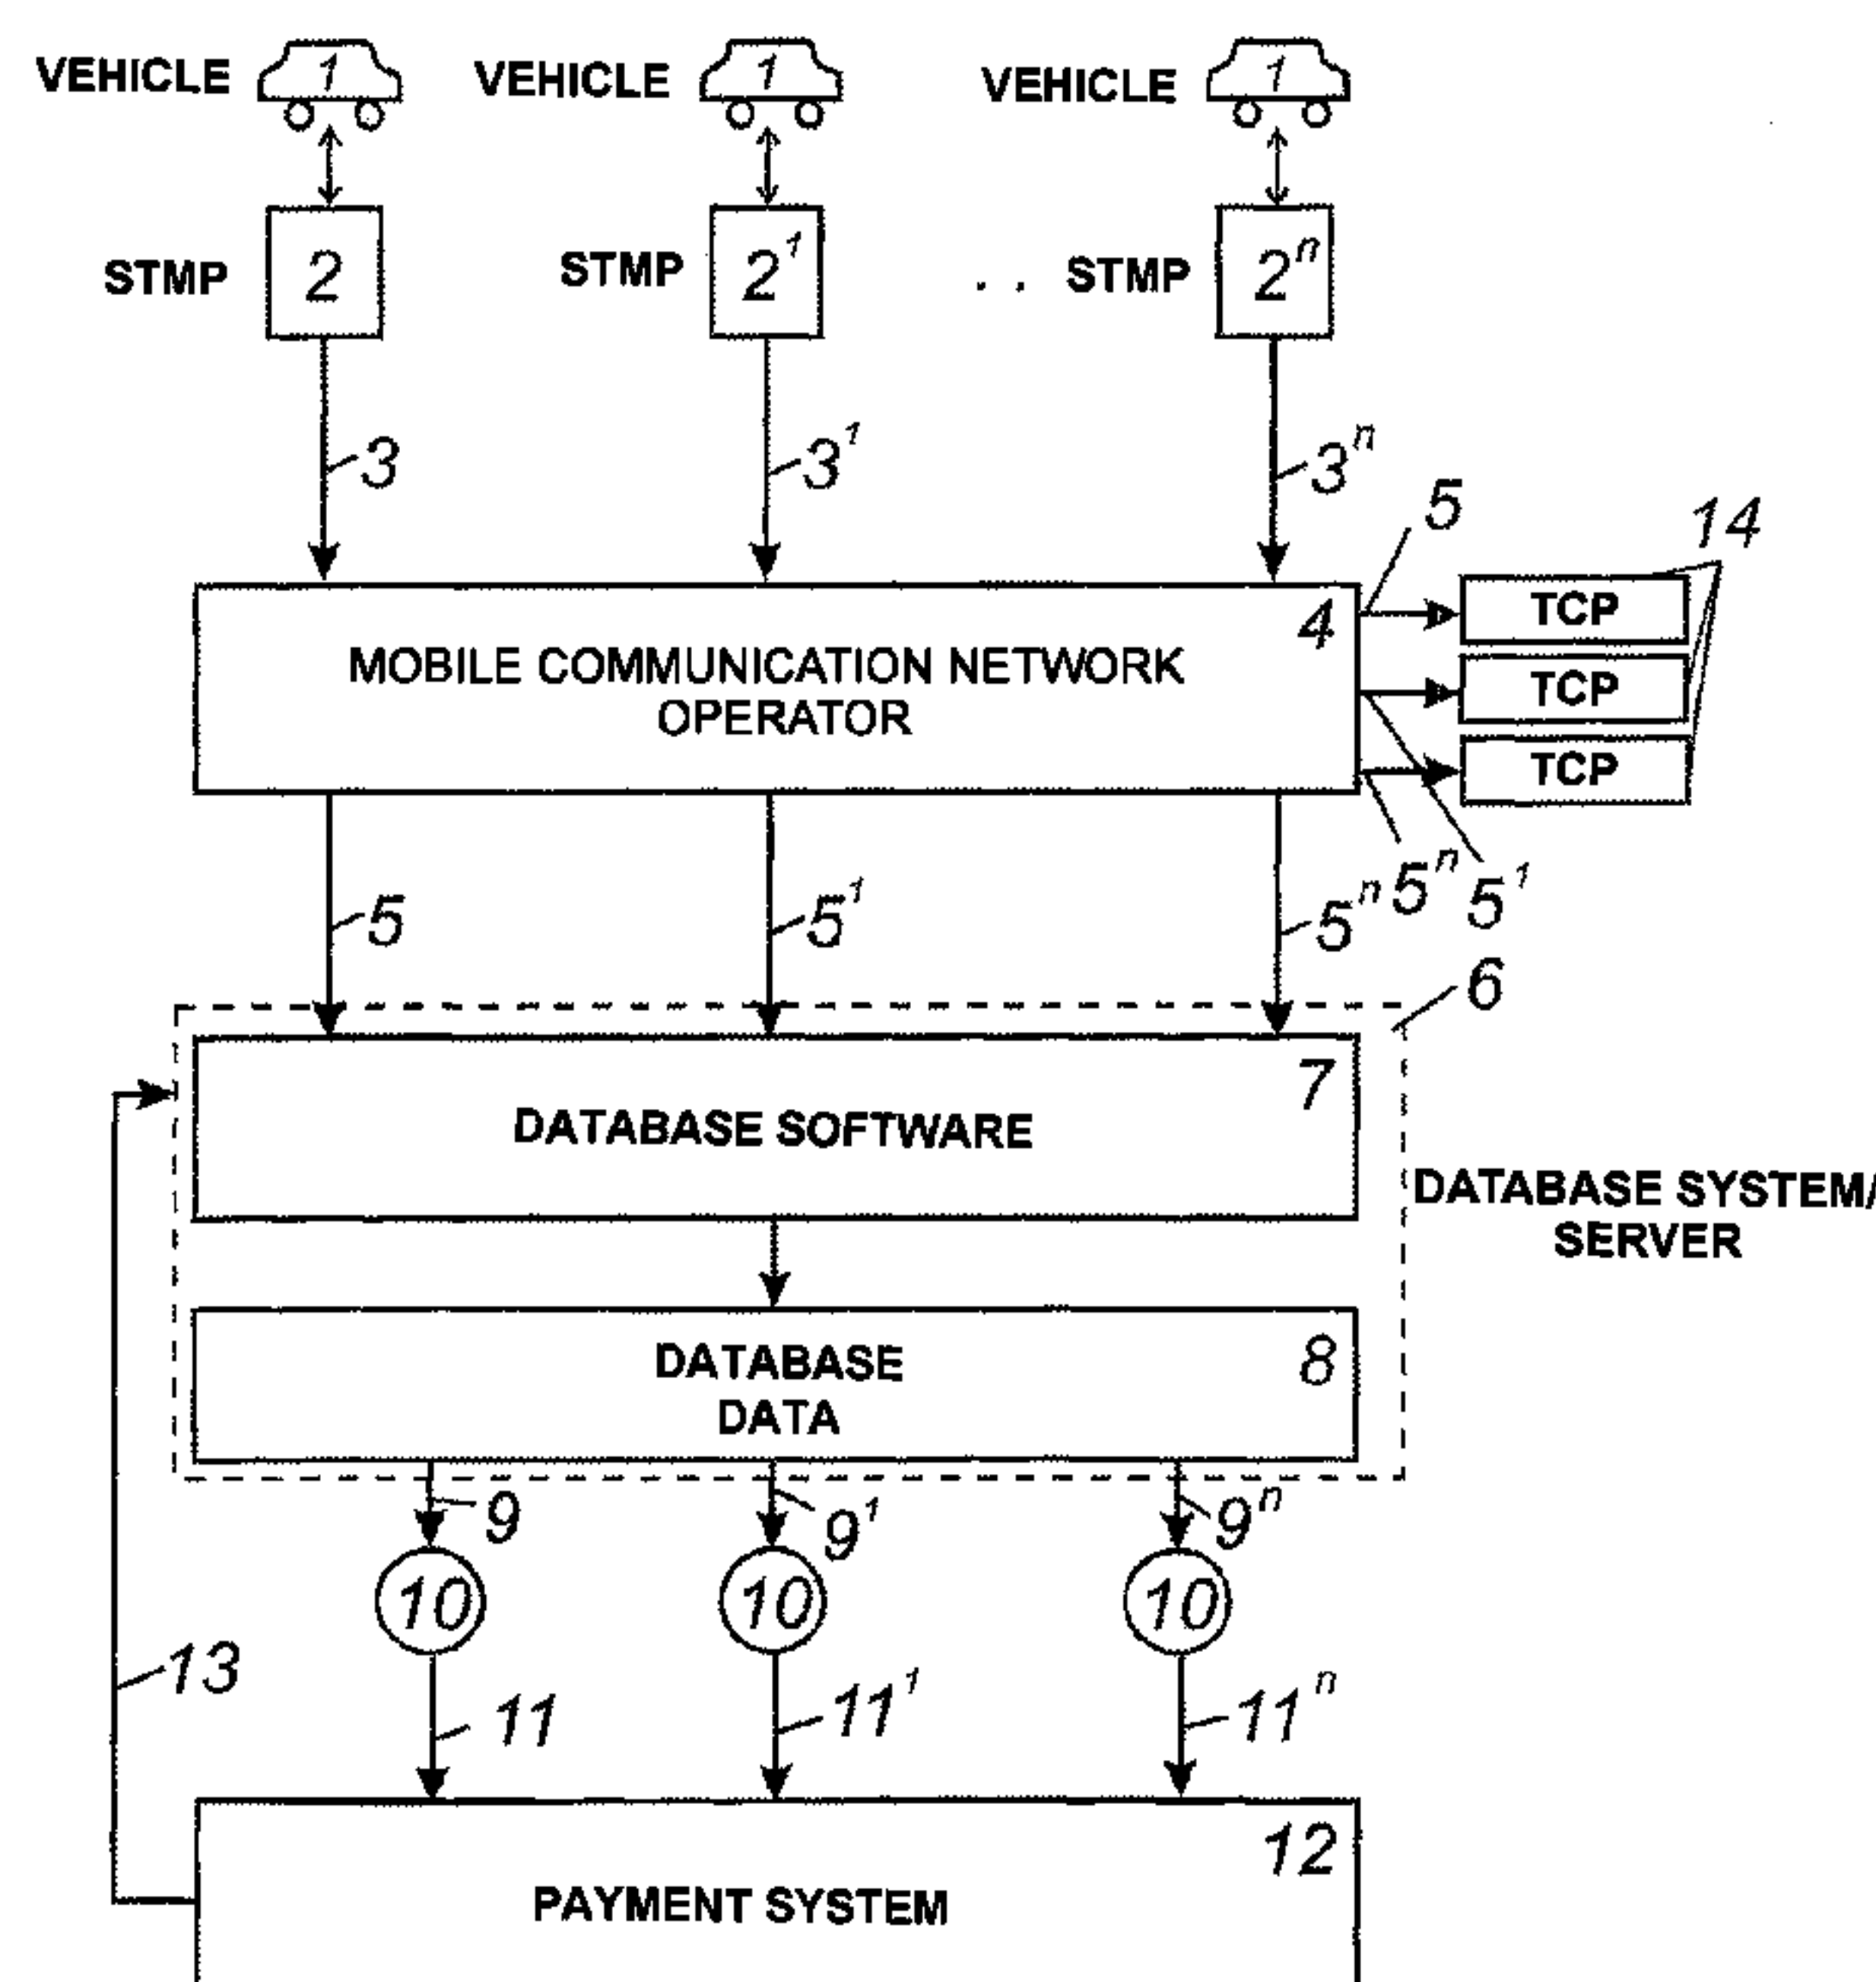 VEHICLE 1 VEHICLE 1 VEHICLE 1
STMP 2 STMP 2¹ . . STMP 2ⁿ
3 3¹ 3ⁿ
5 14
4
TCP
MOBILE COMMUNICATION NETWORK
OPERATOR
TCP
TCP
5 5¹ 5ⁿ 5ⁿ 5¹
6
7
DATABASE SOFTWARE
DATABASE SYSTEM/
SERVER
DATABASE
DATA
8
9 9¹ 9ⁿ
10 10 10
13
11 11¹ 11ⁿ
12
PAYMENT SYSTEM